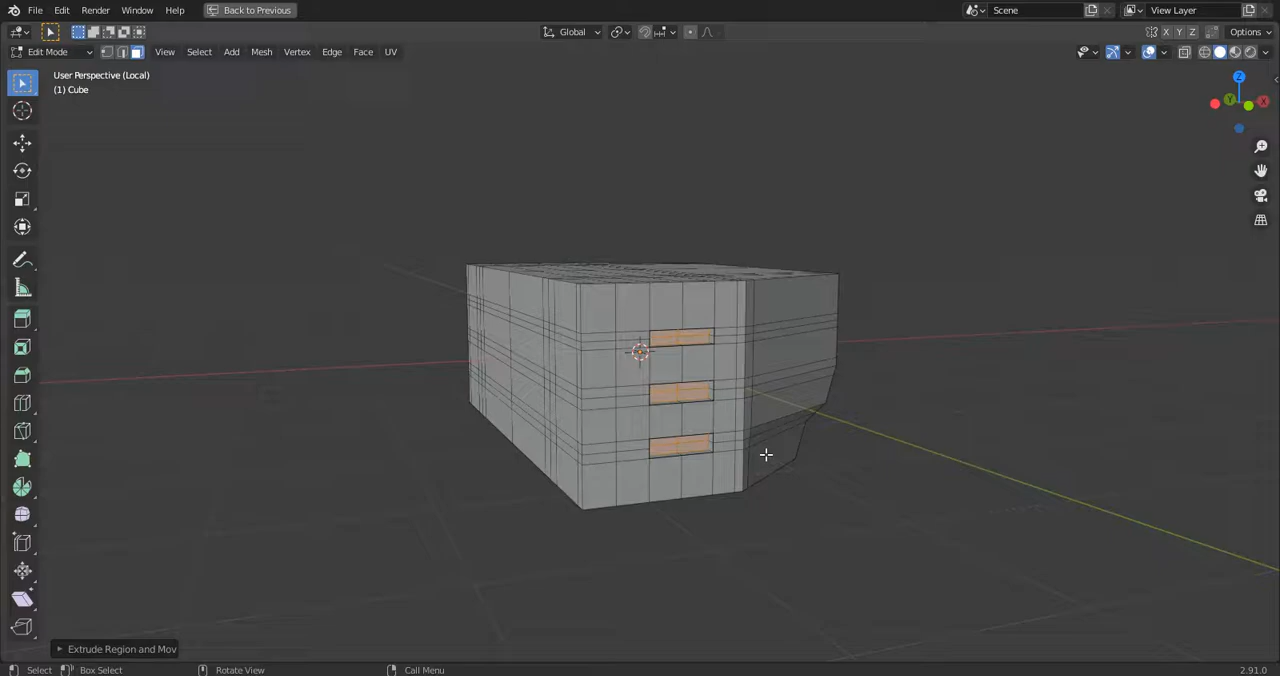 File Edit Render Window Help Back to Previous Scene View Layer
Global Options
Edit Mode View Select Add Mesh Vertex Edge Face UV
X Y Z
User Perspective (Local)
(1) Cube
Z
Y X
Extrude Region and Mov
Select Box Select Rotate View Call Menu 2.91.0